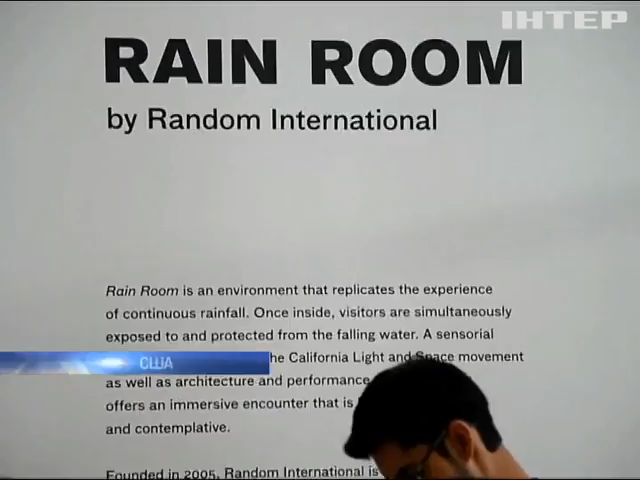 ІНТЕР
RAIN ROOM
by Random International
Rain Room is an environment that replicates the experience
of continuous rainfall. Once inside, visitors are simultaneously
exposed to and protected from the falling water. A sensorial
США
he California Light and Space movement
as well as architecture and performance
offers an immersive encounter that is
and contemplative.
Founded in 2005, Random International is